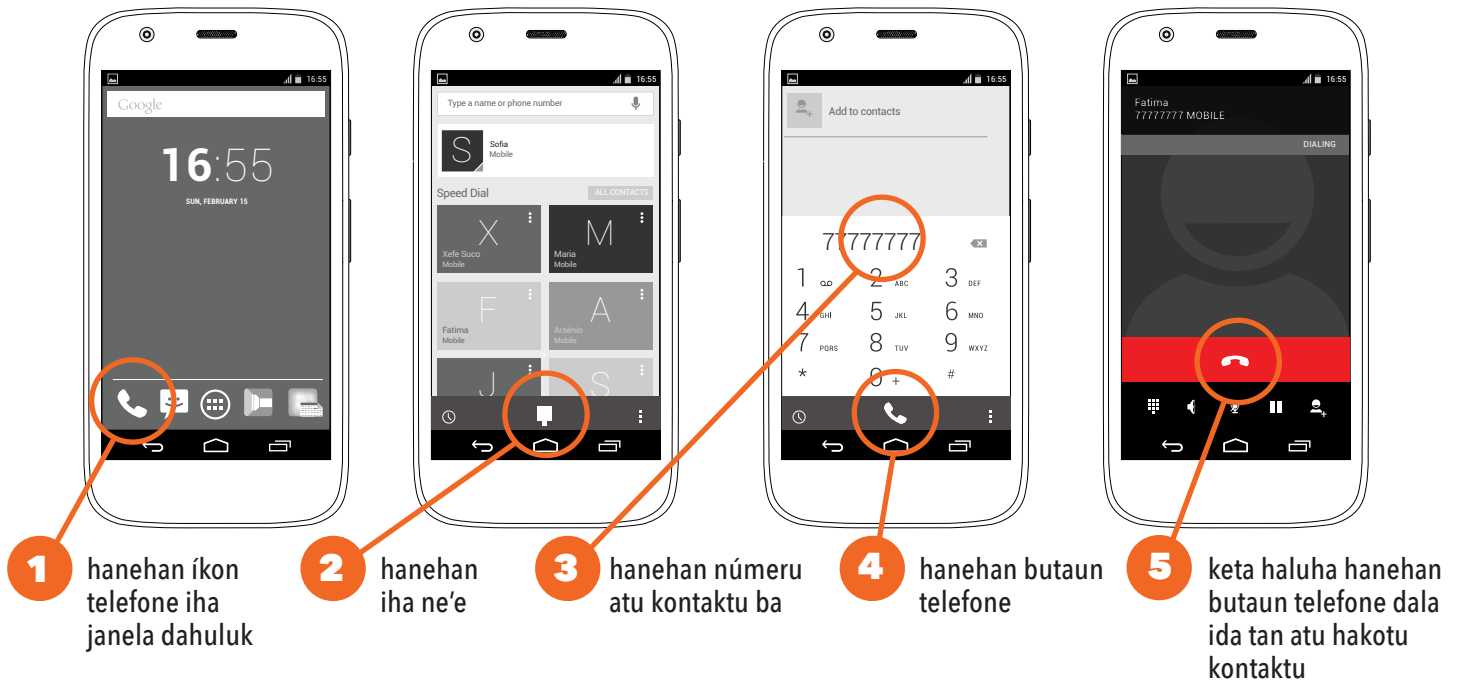 16:55
Google
16:55
SUN, FEBRUARY 15
16:55
Type a name or phone number
S
Sofia
Mobile
Speed Dial
ALL CONTACTS
X
Xefe Suco
Mobile
M
Maria
Mobile
F
Fatima
Mobile
A
Arsénio
Mobile
J
S
16:55
Add to contacts
77777777
1 2 ABC 3 DEF
4 GHI 5 JKL 6 MNO
7 PQRS 8 TUV 9 WXYZ
* 0 + #
16:55
Fatima
77777777 MOBILE
DIALING
1
hanehan íkon
telefone iha
janela dahuluk
2
hanehan
iha ne’e
3
hanehan númeru
atu kontaktu ba
4
hanehan butaun
telefone
5
keta haluha hanehan
butaun telefone dala
ida tan atu hakotu
kontaktu